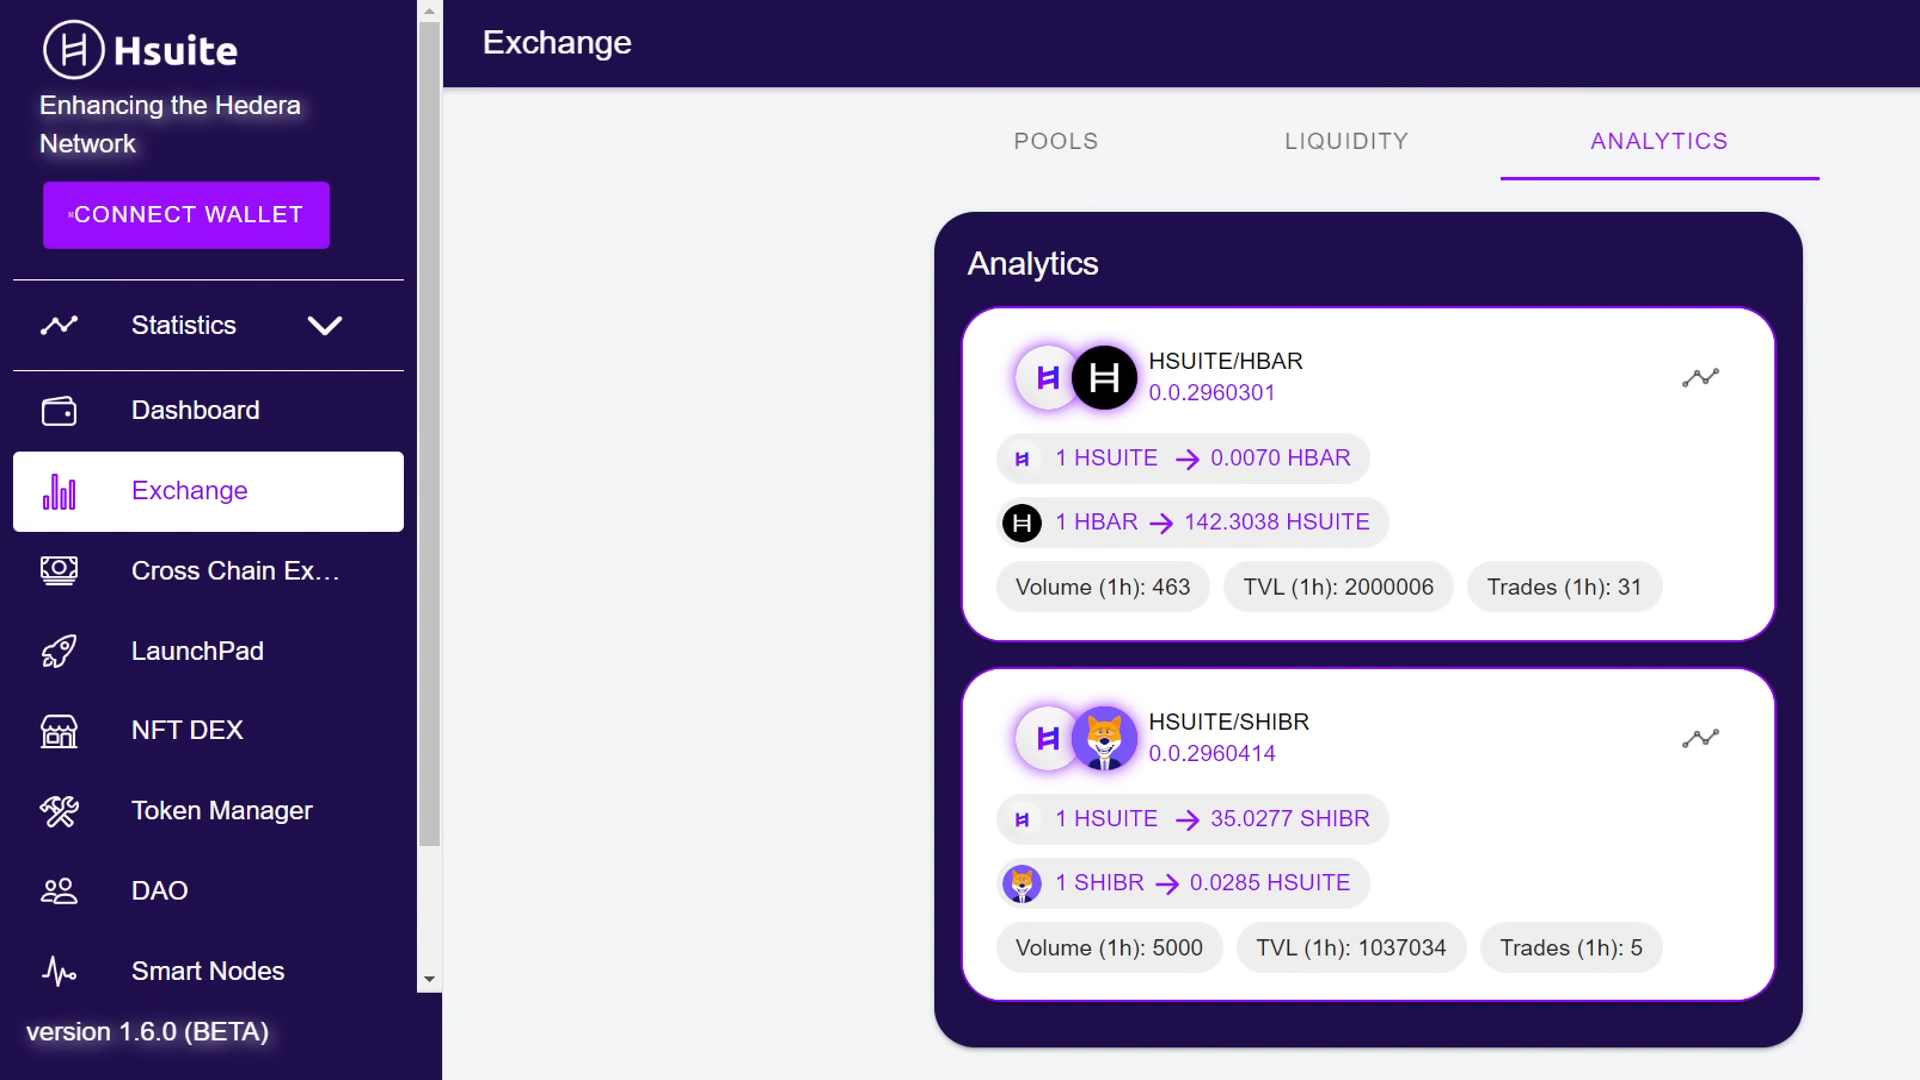 Hsuite
Enhancing the Hedera
Network
CONNECT WALLET
Statistics
Dashboard
Exchange
Cross Chain Ex...
LaunchPad
NFT DEX
Token Manager
DAO
Smart Nodes
version 1.6.0 (BETA)
Exchange
POOLS LIQUIDITY ANALYTICS
Analytics
HSUITE/HBAR
0.0.2960301
1 HSUITE → 0.0070 HBAR
1 HBAR → 142.3038 HSUITE
Volume (1h): 463 TVL (1h): 2000006 Trades (1h): 31
HSUITE/SHIBR
0.0.2960414
1 HSUITE → 35.0277 SHIBR
1 SHIBR → 0.0285 HSUITE
Volume (1h): 5000 TVL (1h): 1037034 Trades (1h): 5